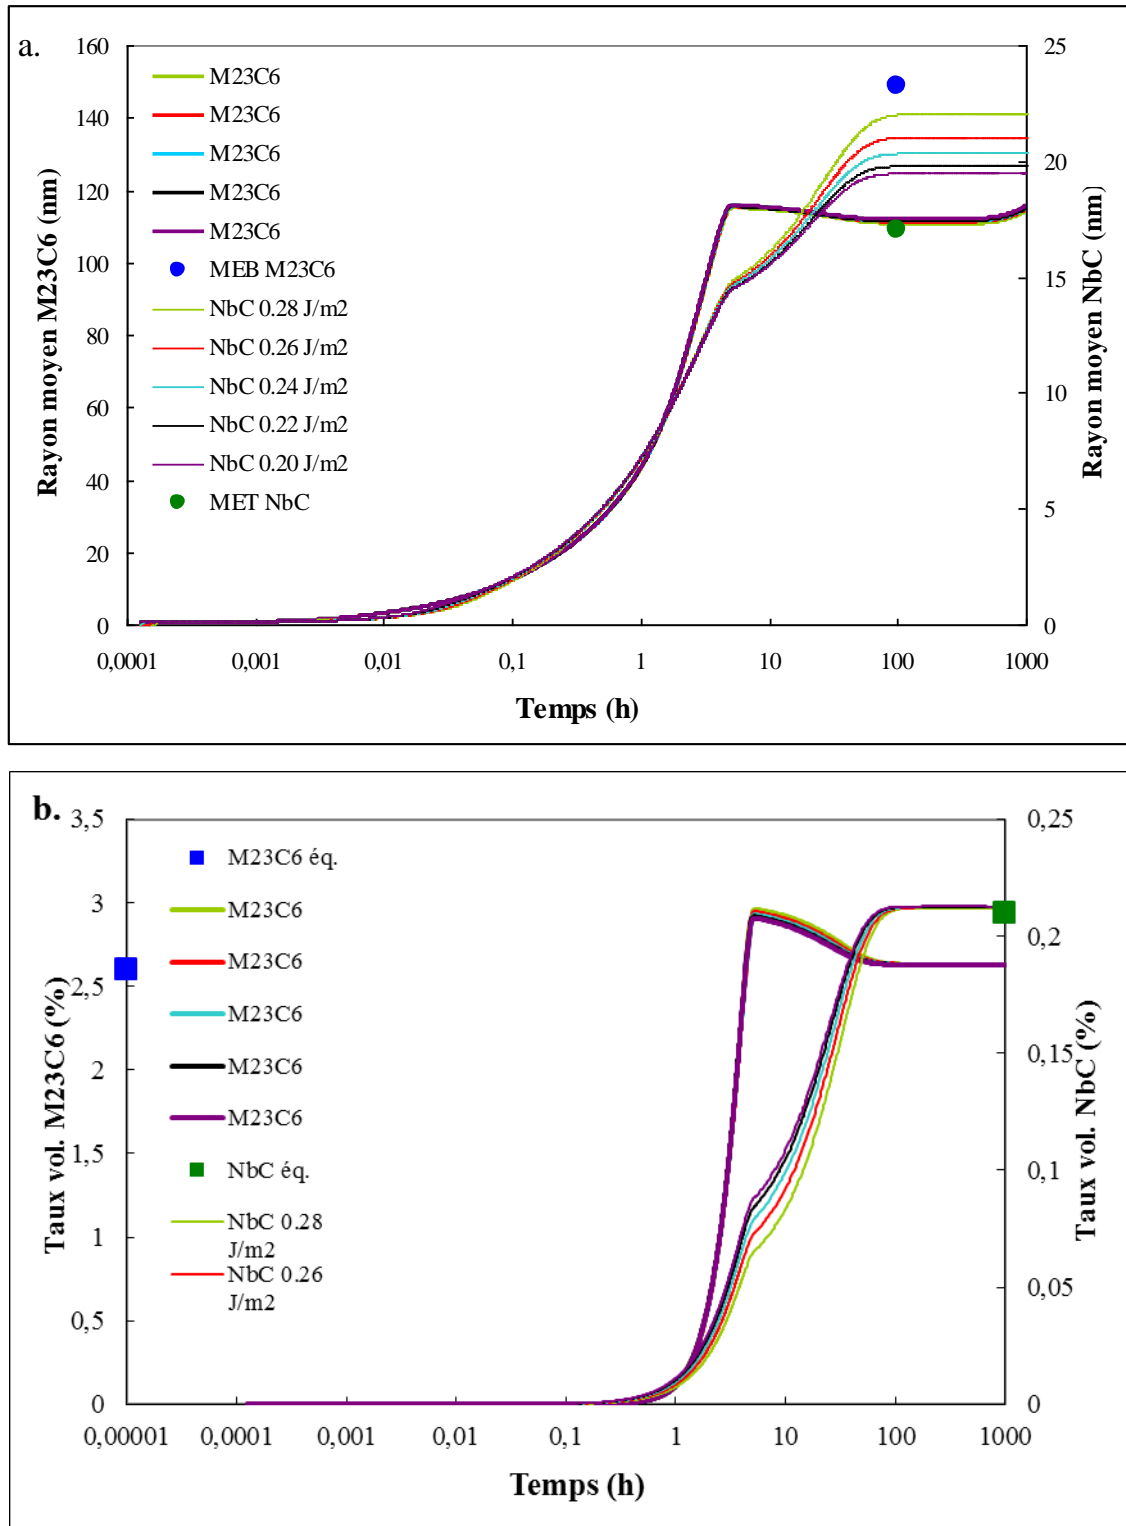 a.
Rayon moyen M23C6 (nm)
160
140
120
100
80
60
40
20
0
M23C6
M23C6
M23C6
M23C6
M23C6
MEB M23C6
NbC 0.28 J/m2
NbC 0.26 J/m2
NbC 0.24 J/m2
NbC 0.22 J/m2
NbC 0.20 J/m2
MET NbC
25
20
15
10
5
0
Rayon moyen NbC (nm)
0,0001 0,001 0,01 0,1 1 10 100 1000
Temps (h)
b.
Taux vol. M23C6 (%)
3,5
3
2,5
2
1,5
1
0,5
0
M23C6 éq.
M23C6
M23C6
M23C6
M23C6
M23C6
NbC éq.
NbC 0.28
J/m2
NbC 0.26
J/m2
0,25
0,2
0,15
0,1
0,05
0
Taux vol. NbC (%)
0,00001 0,0001 0,001 0,01 0,1 1 10 100 1000
Temps (h)